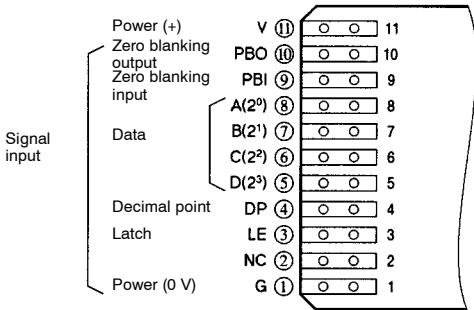 Power (+) V ⑪ 11
Zero blanking output PBO ⑩ 10
Zero blanking input PBI ⑨ 9
A(2⁰) ⑧ 8
Signal input Data B(2¹) ⑦ 7
C(2²) ⑥ 6
D(2³) ⑤ 5
Decimal point DP ④ 4
Latch LE ③ 3
NC ② 2
Power (0 V) G ① 1